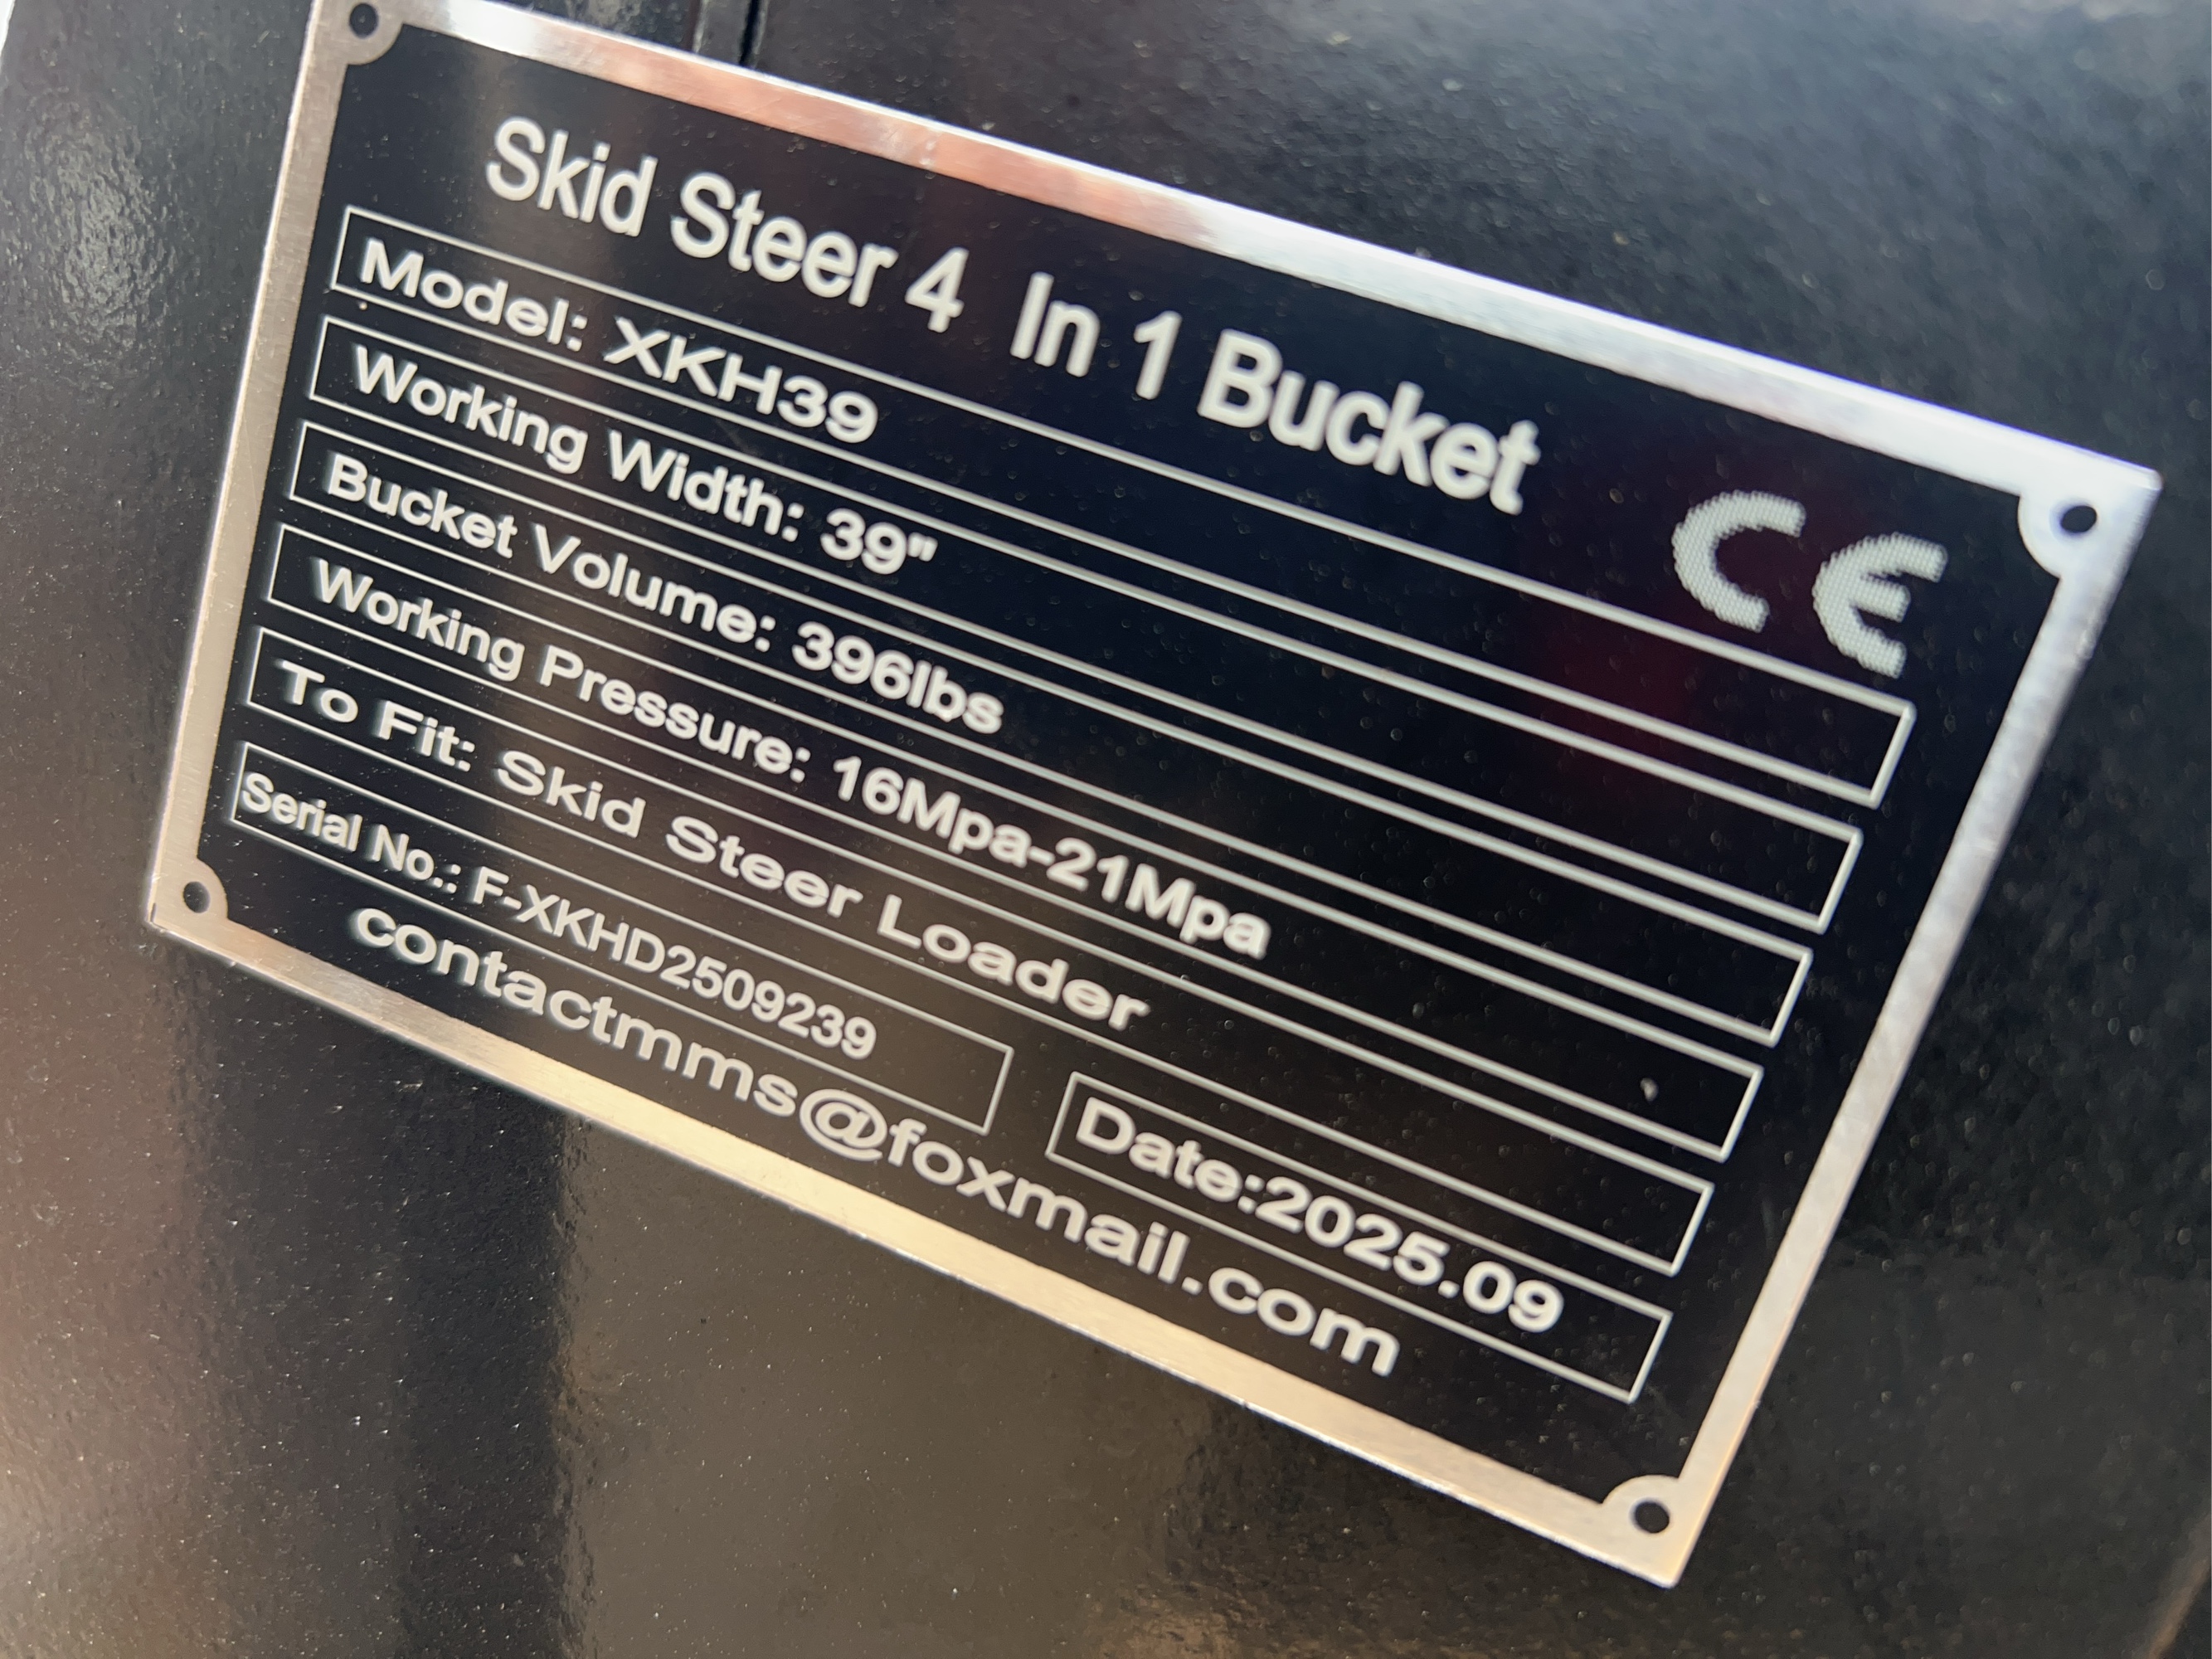 Skid Steer 4 In 1 Bucket
CE
Model: XKH39
Working Width: 39"
Bucket Volume: 396lbs
Working Pressure: 16Mpa-21Mpa
To Fit: Skid Steer Loader
Serial No.: F-XKHD2509239
Date:2025.09
contactmms@foxmail.com